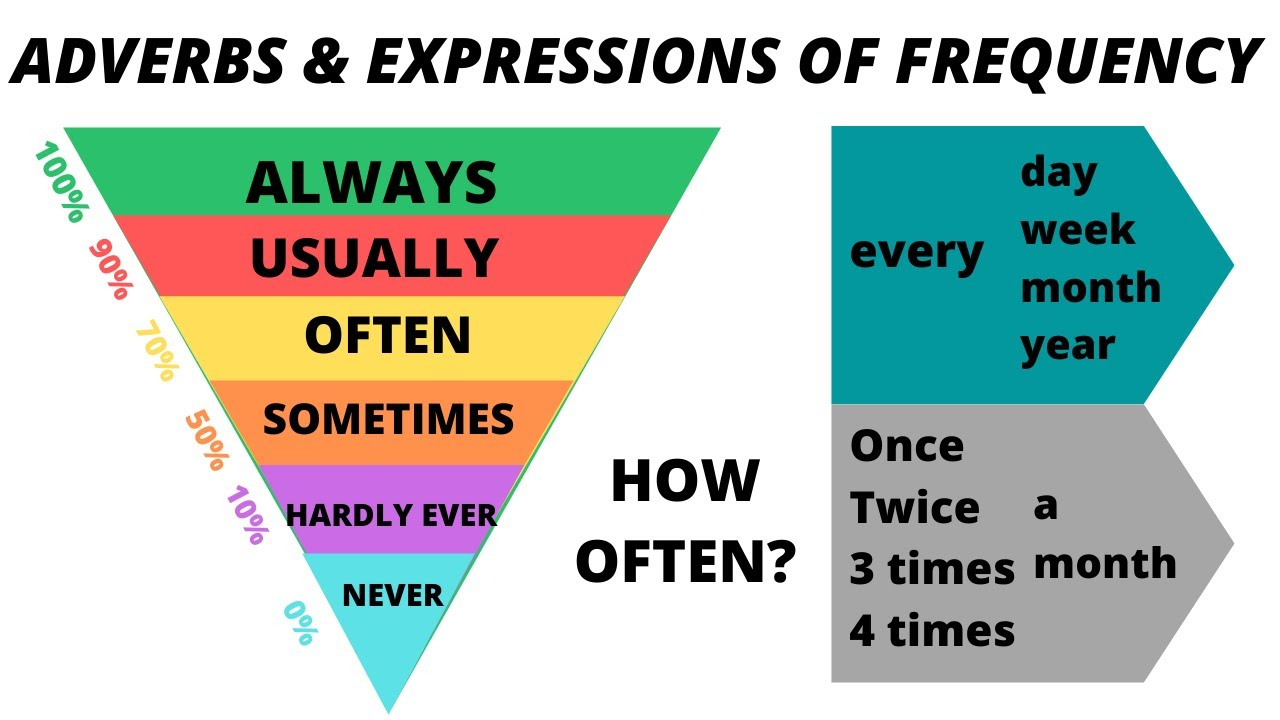 ADVERBS & EXPRESSIONS OF FREQUENCY
100%
ALWAYS
90%
USUALLY
70%
OFTEN
50%
SOMETIMES
10%
HARDLY EVER
0%
NEVER
HOW
OFTEN?
every
day
week
month
year
Once
Twice
3 times
4 times
a
month